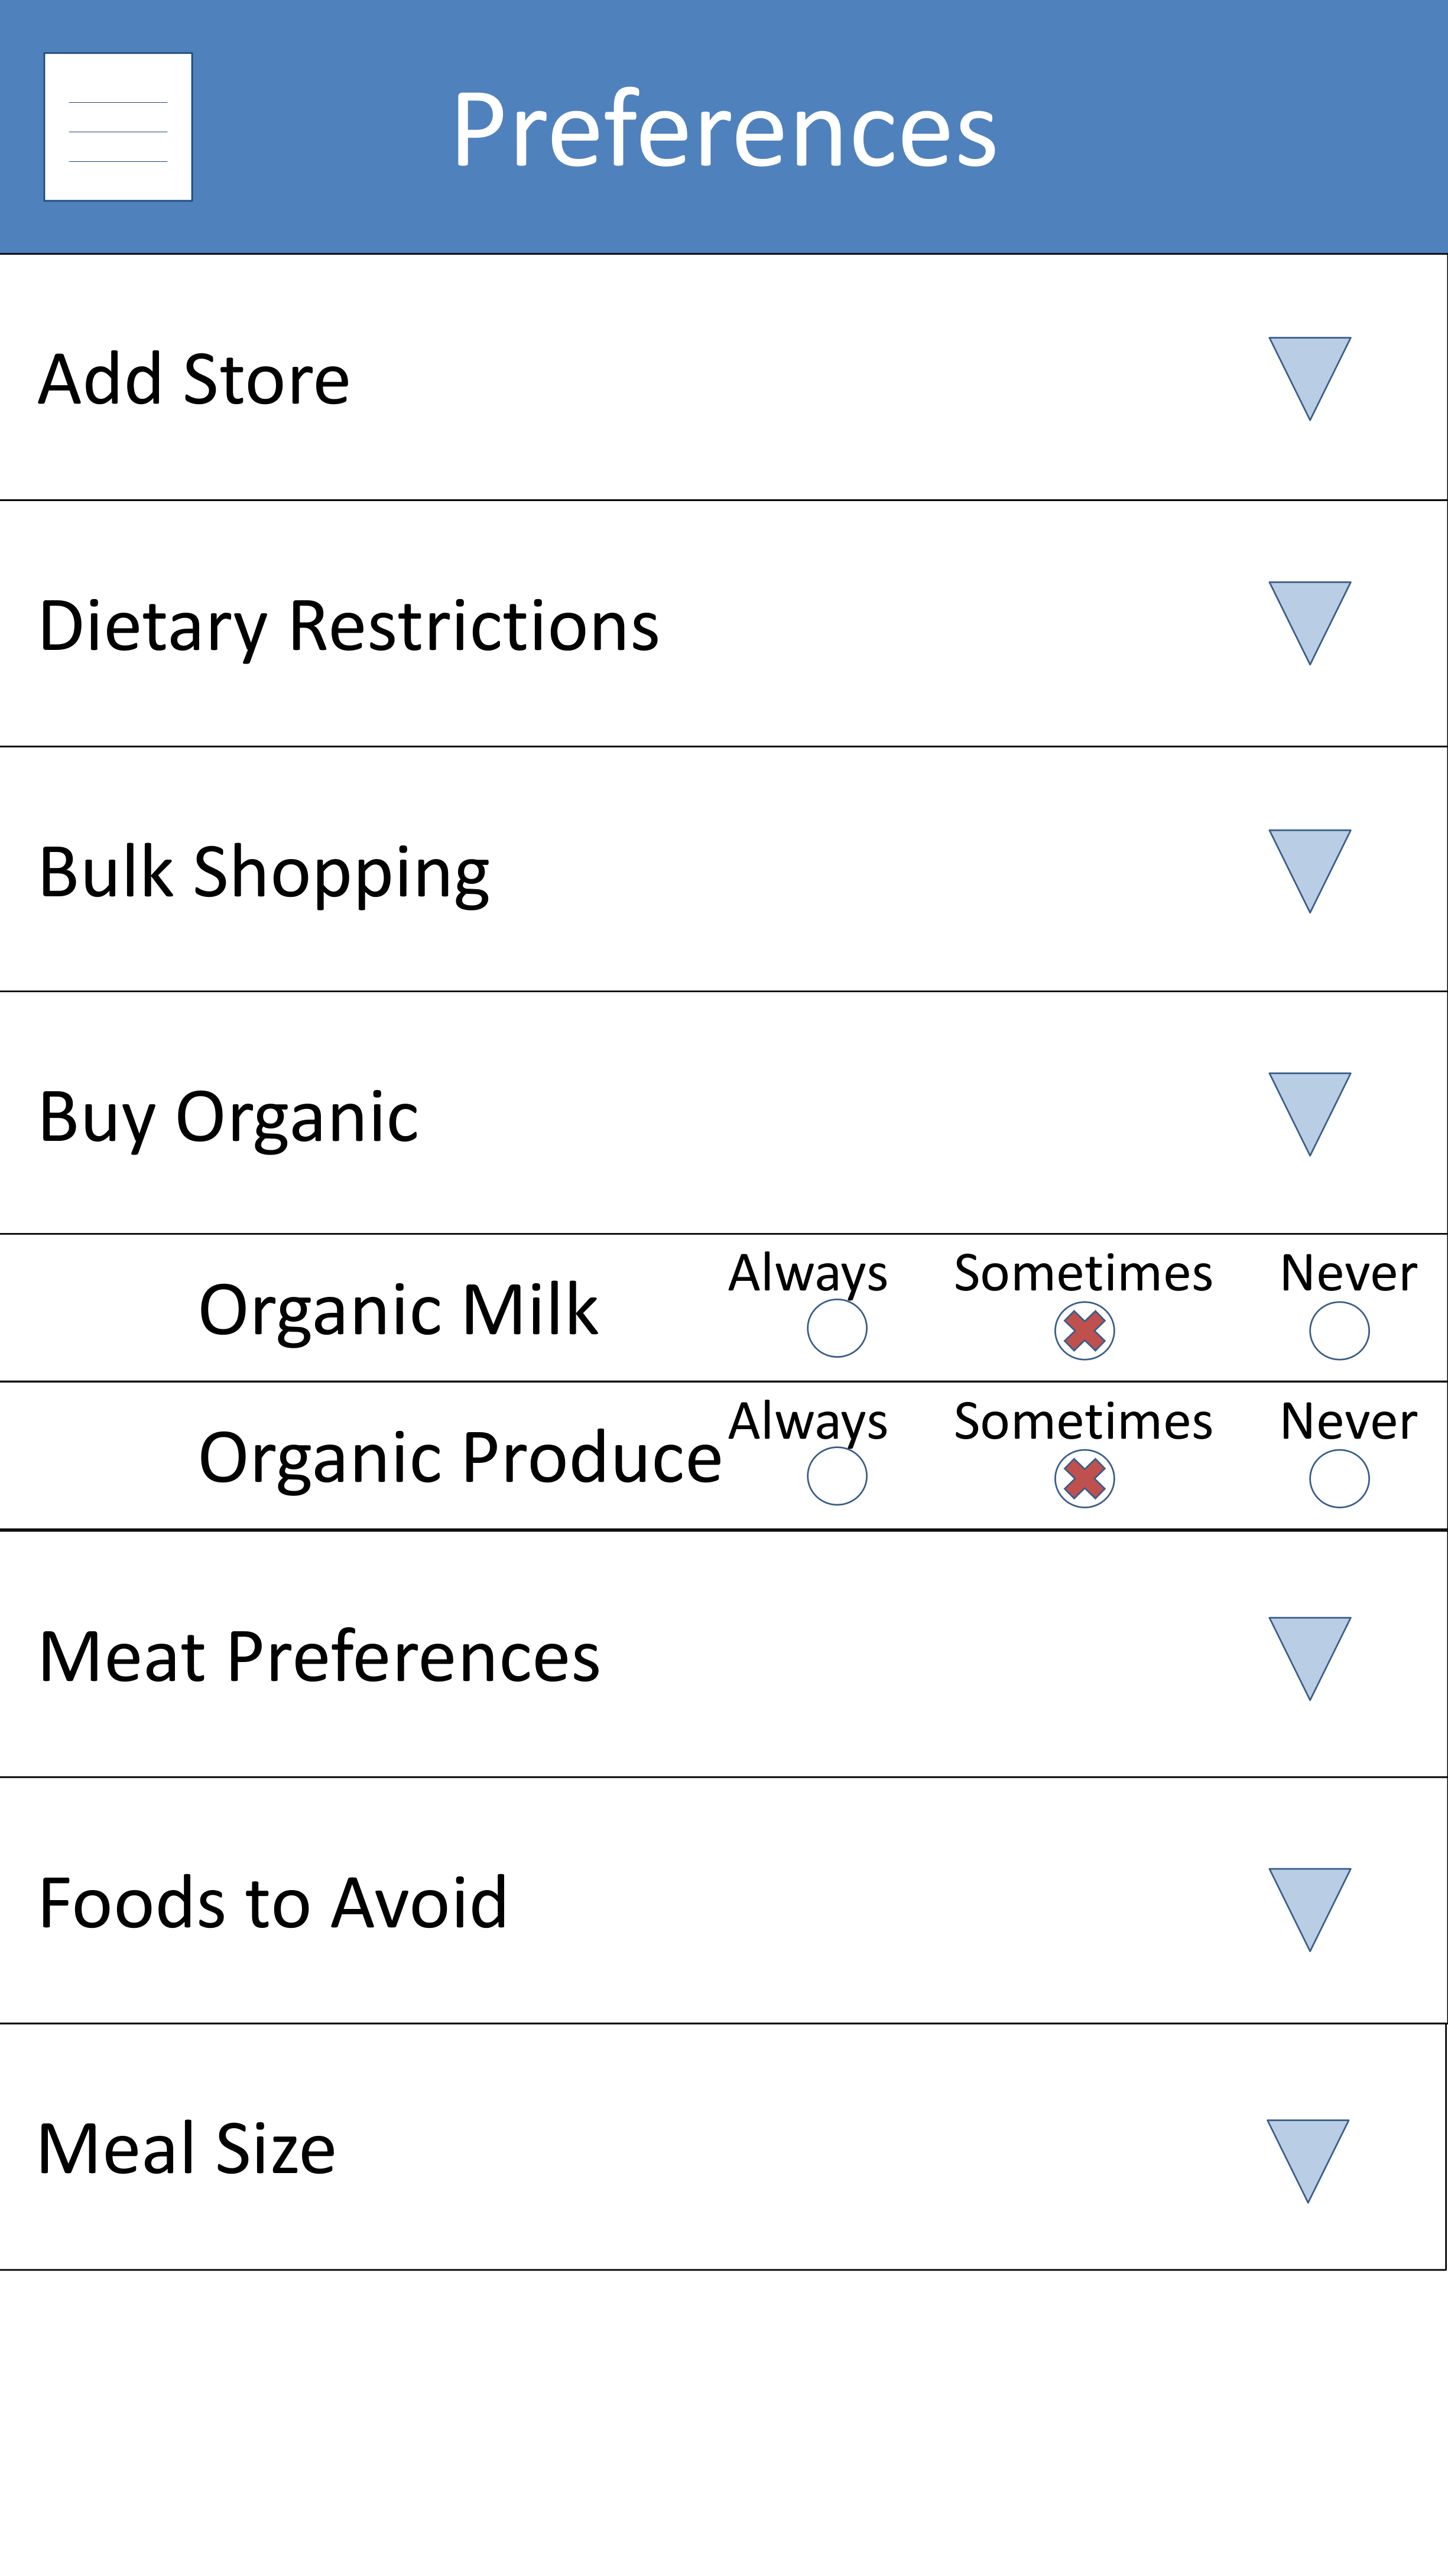 Preferences
Add Store
Dietary Restrictions
Bulk Shopping
Buy Organic
Organic Milk Always Sometimes Never
Organic Produce Always Sometimes Never
Meat Preferences
Foods to Avoid
Meal Size